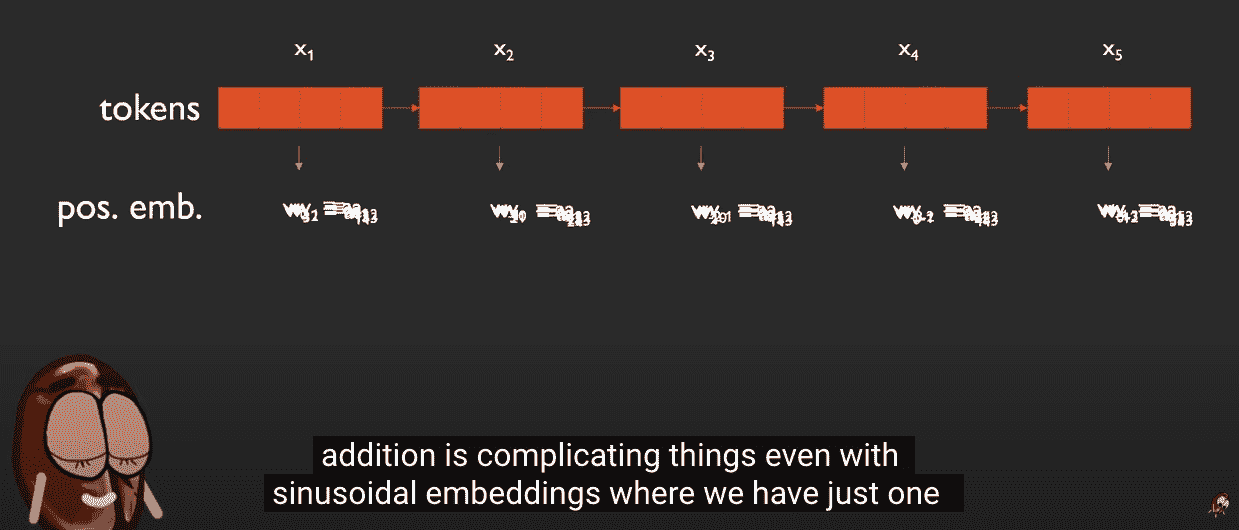 x₁ x₂ x₃ x₄ x₅
tokens
pos. emb.
addition is complicating things even with
sinusoidal embeddings where we have just one